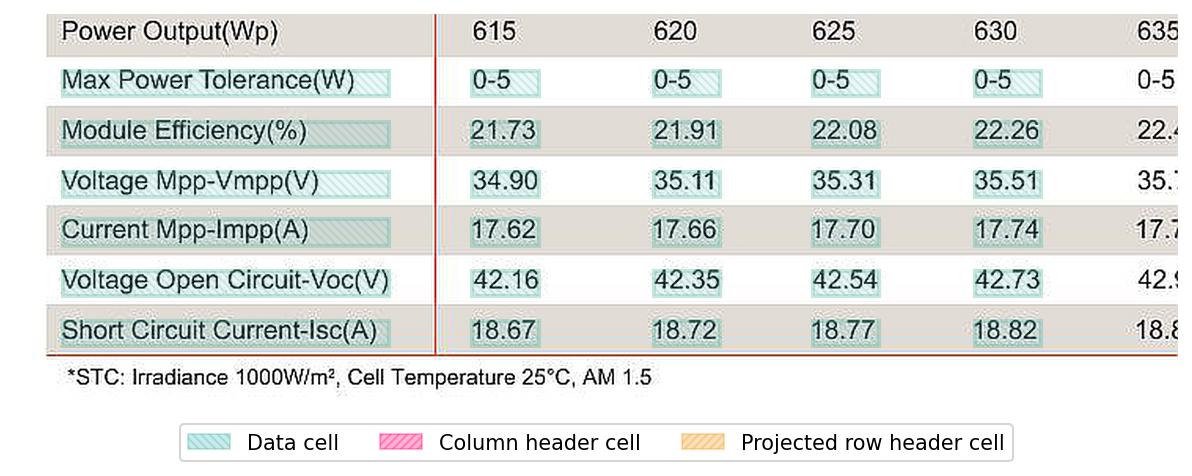 Power Output(Wp) 615 620 625 630 635
Max Power Tolerance(W) 0-5 0-5 0-5 0-5 0-5
Module Efficiency(%) 21.73 21.91 22.08 22.26 22.
Voltage Mpp-Vmpp(V) 34.90 35.11 35.31 35.51 35.
Current Mpp-Impp(A) 17.62 17.66 17.70 17.74 17.
Voltage Open Circuit-Voc(V) 42.16 42.35 42.54 42.73 42.
Short Circuit Current-Isc(A) 18.67 18.72 18.77 18.82 18.
*STC: Irradiance 1000W/m², Cell Temperature 25°C, AM 1.5
Data cell Column header cell Projected row header cell